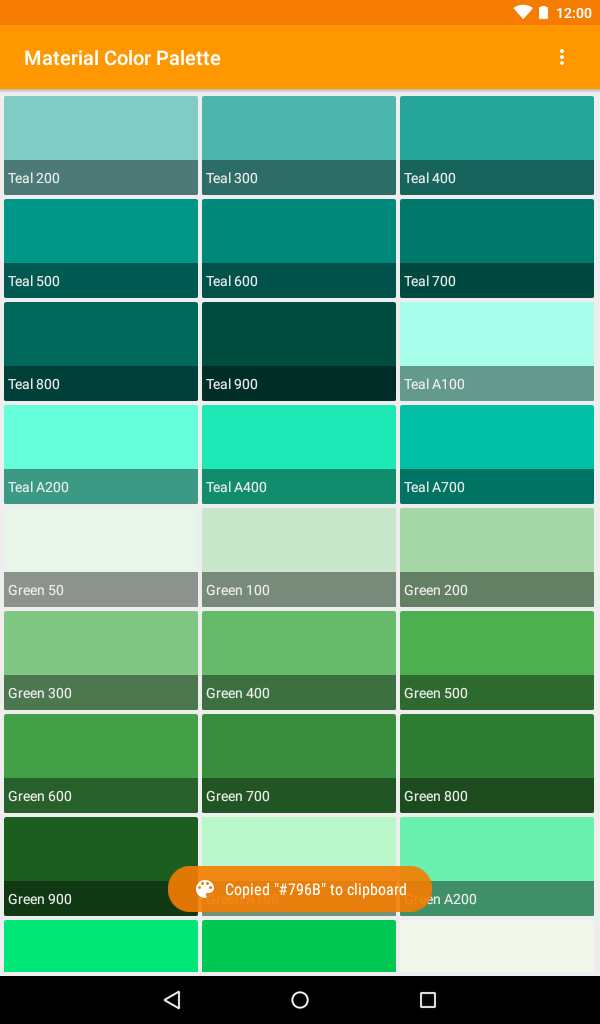 12:00
Material Color Palette
Teal 200
Teal 300
Teal 400
Teal 500
Teal 600
Teal 700
Teal 800
Teal 900
Teal A100
Teal A200
Teal A400
Teal A700
Green 50
Green 100
Green 200
Green 300
Green 400
Green 500
Green 600
Green 700
Green 800
Green 900
Green A100
Green A200
Copied "#796B" to clipboard